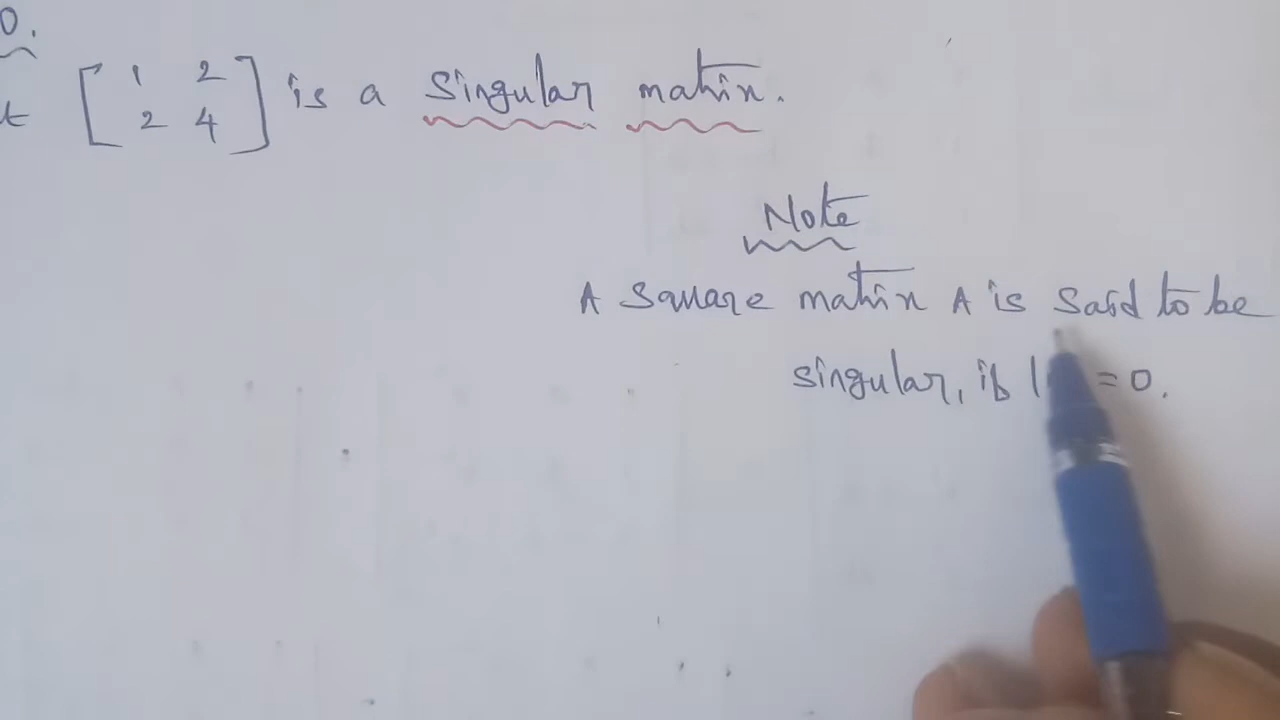 0.
t [ 1 2 ] is a singular matrix.
[ 2 4 ]
Note
A square matrix A is said to be
singular, if | = 0.